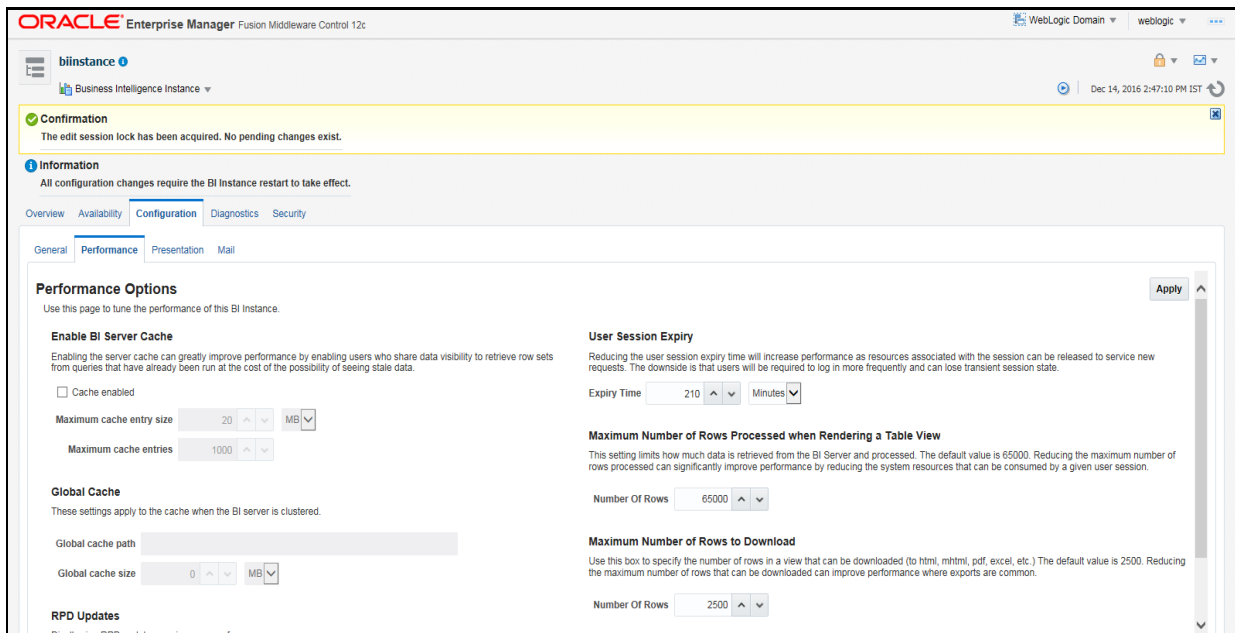 ORACLE Enterprise Manager Fusion Middleware Control 12c
WebLogic Domain
weblogic
biinstance
Business Intelligence Instance
Dec 14, 2016 2:47:10 PM IST
Confirmation
The edit session lock has been acquired. No pending changes exist.
Information
All configuration changes require the BI Instance restart to take effect.
Overview Availability Configuration Diagnostics Security
General Performance Presentation Mail
Performance Options
Apply
Use this page to tune the performance of this BI Instance.
Enable BI Server Cache
Enabling the server cache can greatly improve performance by enabling users who share data visibility to retrieve row sets
from queries that have already been run at the cost of the possibility of seeing stale data.
Cache enabled
Maximum cache entry size 20 MB
Maximum cache entries 1000
Global Cache
These settings apply to the cache when the BI server is clustered.
Global cache path
Global cache size 0 MB
RPD Updates
User Session Expiry
Reducing the user session expiry time will increase performance as resources associated with the session can be released to service new
requests. The downside is that users will be required to log in more frequently and can lose transient session state.
Expiry Time 210 Minutes
Maximum Number of Rows Processed when Rendering a Table View
This setting limits how much data is retrieved from the BI Server and processed. The default value is 65000. Reducing the maximum number of
rows processed can significantly improve performance by reducing the system resources that can be consumed by a given user session.
Number Of Rows 65000
Maximum Number of Rows to Download
Use this box to specify the number of rows in a view that can be downloaded (to html, mhtml, pdf, excel, etc.) The default value is 2500. Reducing
the maximum number of rows that can be downloaded can improve performance where exports are common.
Number Of Rows 2500